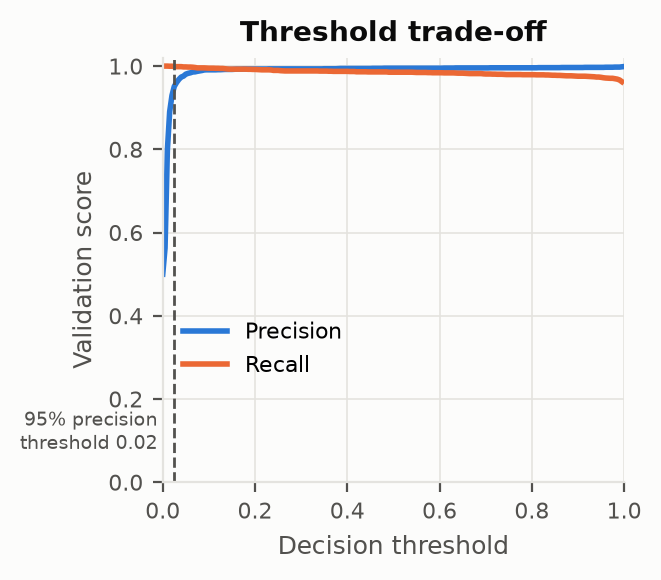 Threshold trade-off
Validation score
1.0
0.8
0.6
0.4
0.2
0.0
Precision
Recall
95% precision
threshold 0.02
0.0 0.2 0.4 0.6 0.8 1.0
Decision threshold